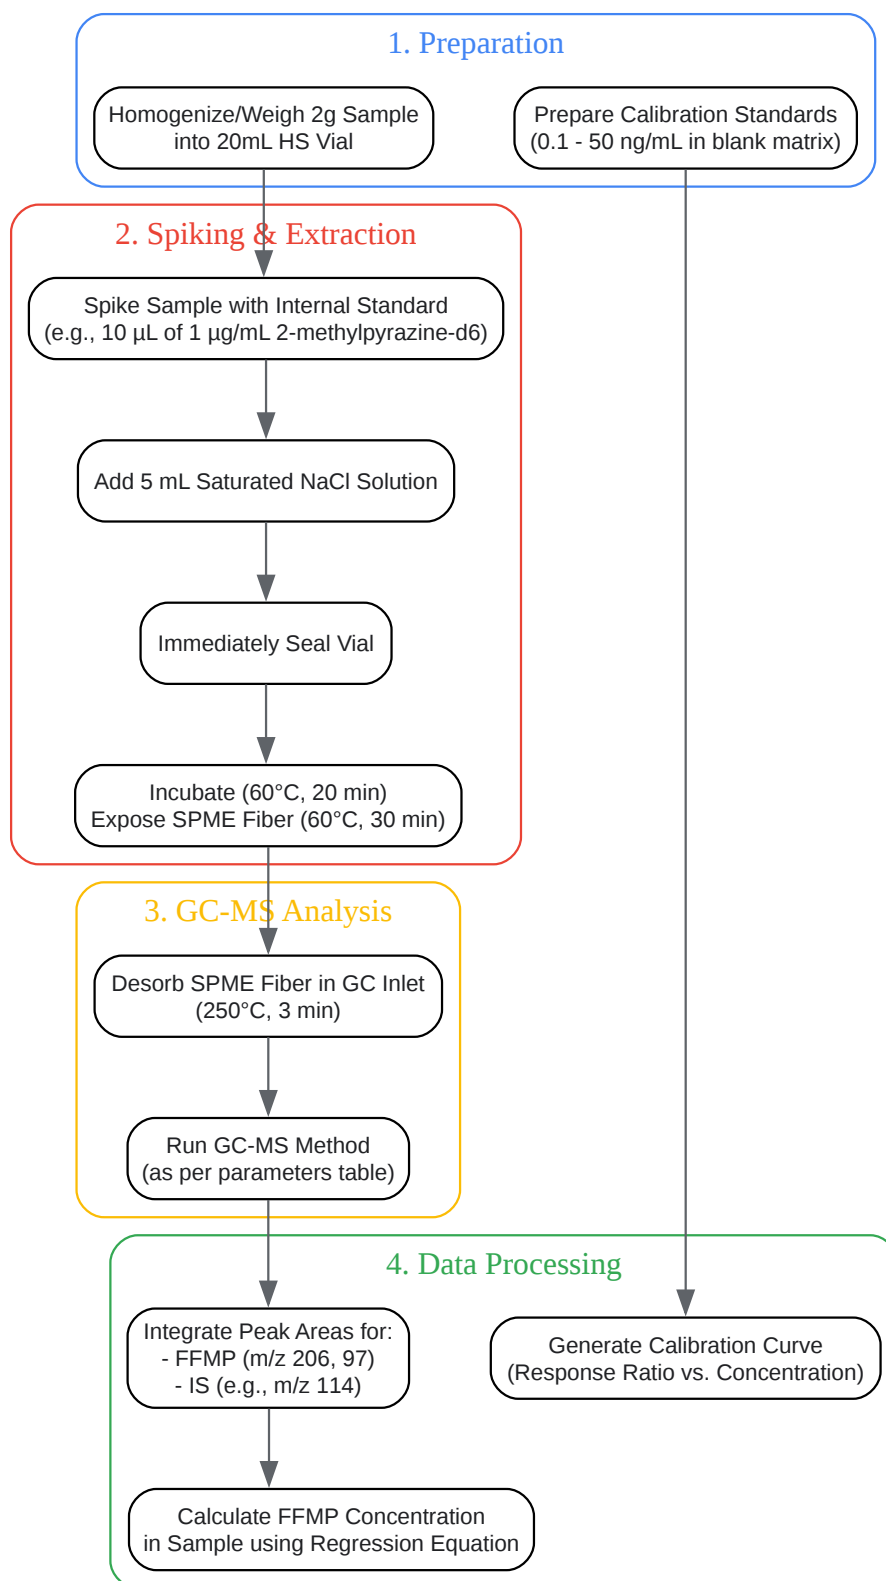 1. Preparation
Homogenize/Weigh 2g Sample
into 20mL HS Vial
Prepare Calibration Standards
(0.1 - 50 ng/mL in blank matrix)
2. Spiking & Extraction
Spike Sample with Internal Standard
(e.g., 10 µL of 1 µg/mL 2-methylpyrazine-d6)
Add 5 mL Saturated NaCl Solution
Immediately Seal Vial
Incubate (60°C, 20 min)
Expose SPME Fiber (60°C, 30 min)
3. GC-MS Analysis
Desorb SPME Fiber in GC Inlet
(250°C, 3 min)
Run GC-MS Method
(as per parameters table)
4. Data Processing
Integrate Peak Areas for:
- FFMP (m/z 206, 97)
- IS (e.g., m/z 114)
Generate Calibration Curve
(Response Ratio vs. Concentration)
Calculate FFMP Concentration
in Sample using Regression Equation